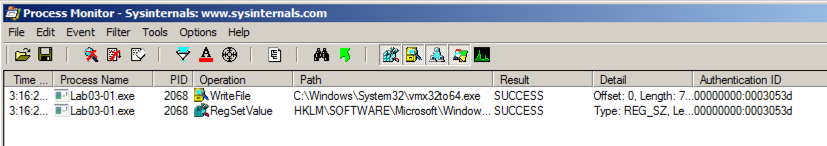 Process Monitor - Sysinternals: www.sysinternals.com
File Edit Event Filter Tools Options Help
Time ... Process Name PID Operation Path Result Detail Authentication ID
3:16:2... Lab03-01.exe 2068 WriteFile C:\Windows\System32\vmx32to64.exe SUCCESS Offset: 0, Length: 7... 00000000:0003053d
3:16:2... Lab03-01.exe 2068 RegSetValue HKLM\SOFTWARE\Microsoft\Window... SUCCESS Type: REG_SZ, Le... 00000000:0003053d